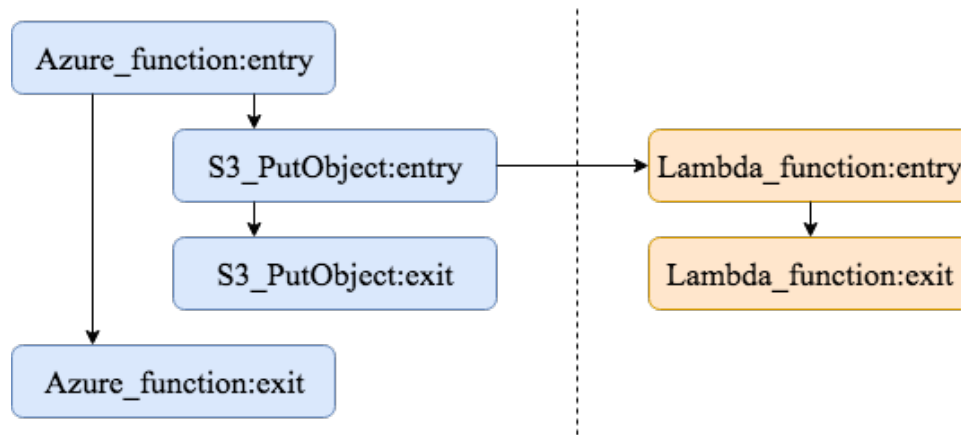 Azure_function:entry
S3_PutObject:entry
Lambda_function:entry
S3_PutObject:exit
Lambda_function:exit
Azure_function:exit